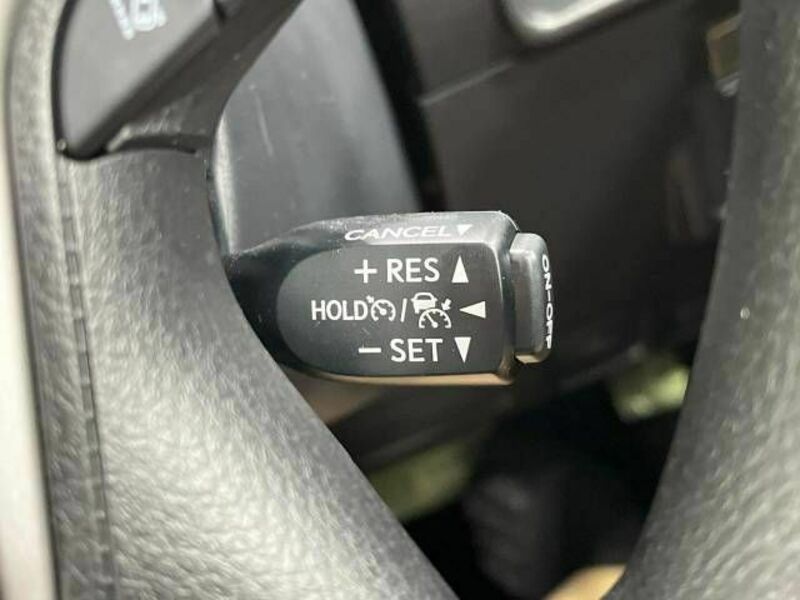 CANCEL▼
+ RES ▲
HOLD / ◀
− SET ▼
ON-OFF